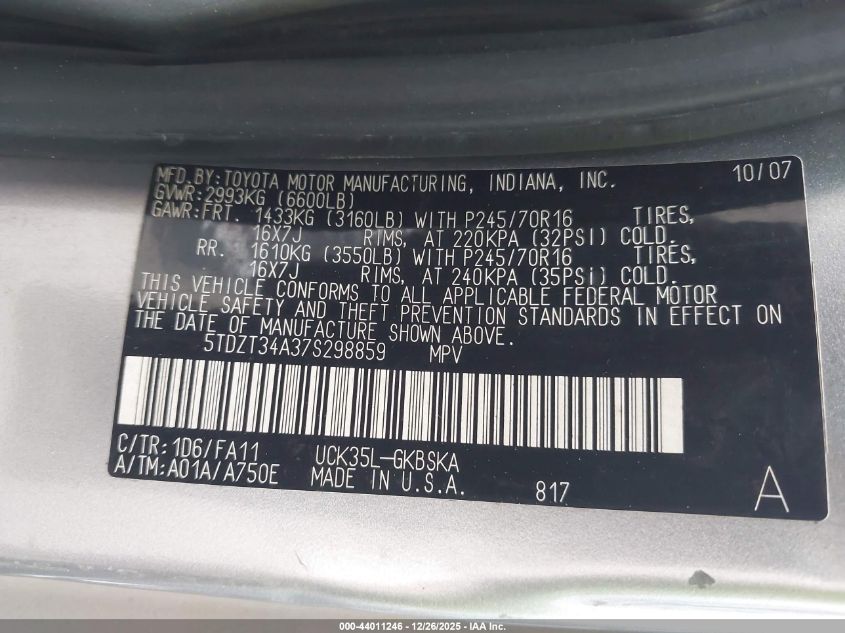 MFD.BY:TOYOTA MOTOR MANUFACTURING, INDIANA, INC. 10/07
GVWR:2993KG (6600LB)
GAWR:FRT. 1433KG (3160LB) WITH P245/70R16 TIRES,
16X7J RIMS, AT 220KPA (32PSI) COLD.
RR. 1610KG (3550LB) WITH P245/70R16 TIRES,
16X7J RIMS, AT 240KPA (35PSi) COLD.
THIS VEHICLE CONFORMS TO ALL APPLICABLE FEDERAL MOTOR
VEHICLE SAFETY AND THEFT PREVENTION STANDARDS IN EFFECT ON
THE DATE OF MANUFACTURE SHOWN ABOVE.
5TDZT34A37S298859 MPV
C/TR:1D6/FA11 UCK35L-GKBSKA
A/TM:A01A/A750E MADE IN U.S.A. 817 A
000-44011246 - 12/26/2025 - IAA Inc.